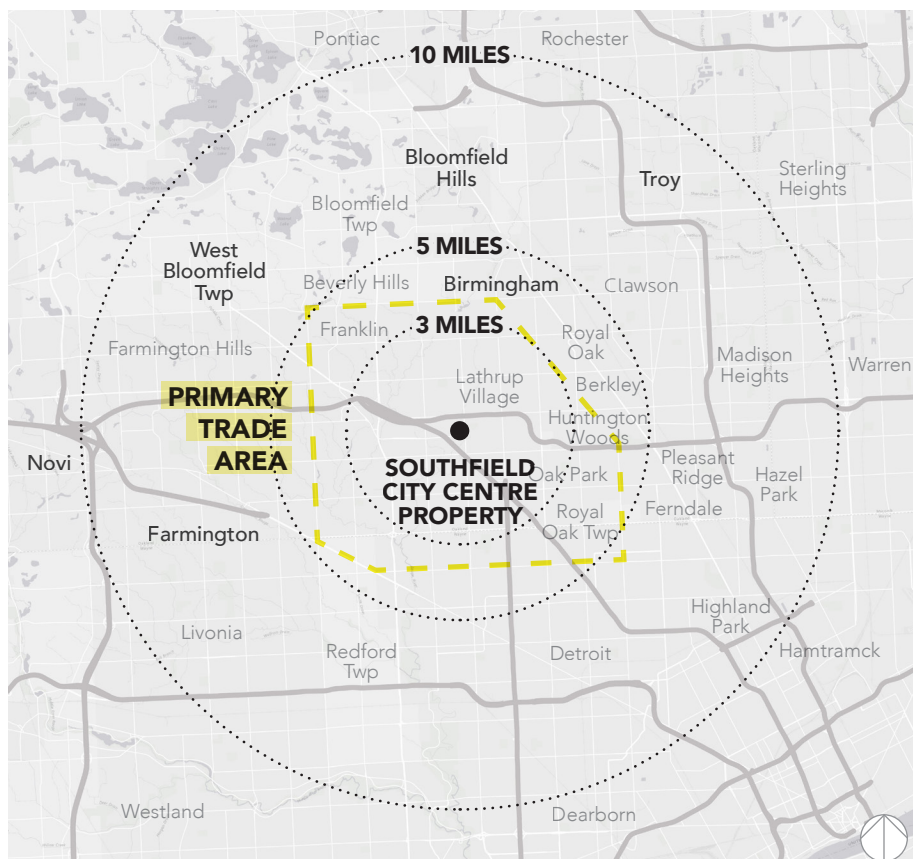 Pontiac
Rochester
10 MILES
Bloomfield
Hills
Troy
Sterling
Heights
Bloomfield
Twp
West
Bloomfield
Twp
5 MILES
Beverly Hills
Birmingham
Clawson
3 MILES
Franklin
Royal
Oak
Farmington Hills
Madison
Heights
Warren
Lathrup
Village
Berkley
PRIMARY
TRADE
AREA
Huntington
Woods
Novi
SOUTHFIELD
CITY CENTRE
PROPERTY
Oak Park
Pleasant
Ridge
Hazel
Park
Royal
Oak Twp
Ferndale
Farmington
Highland
Park
Livonia
Redford
Twp
Detroit
Hamtramck
Westland
Dearborn